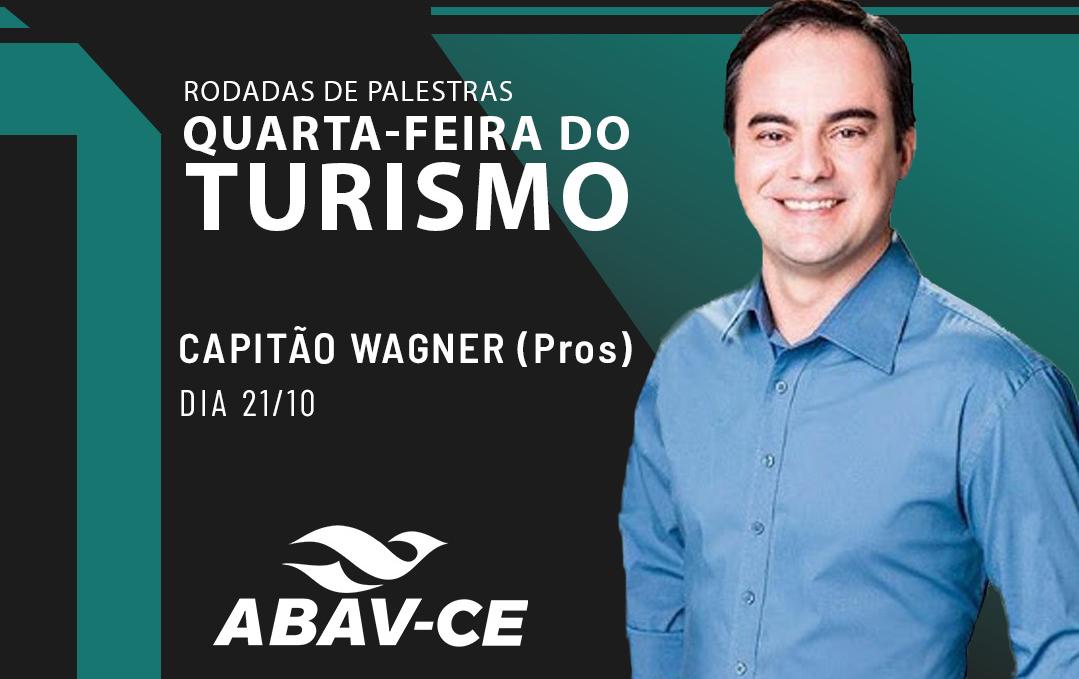 RODADAS DE PALESTRAS
QUARTA-FEIRA DO
TURISMO
CAPITÃO WAGNER (Pros)
DIA 21/10
ABAV-CE